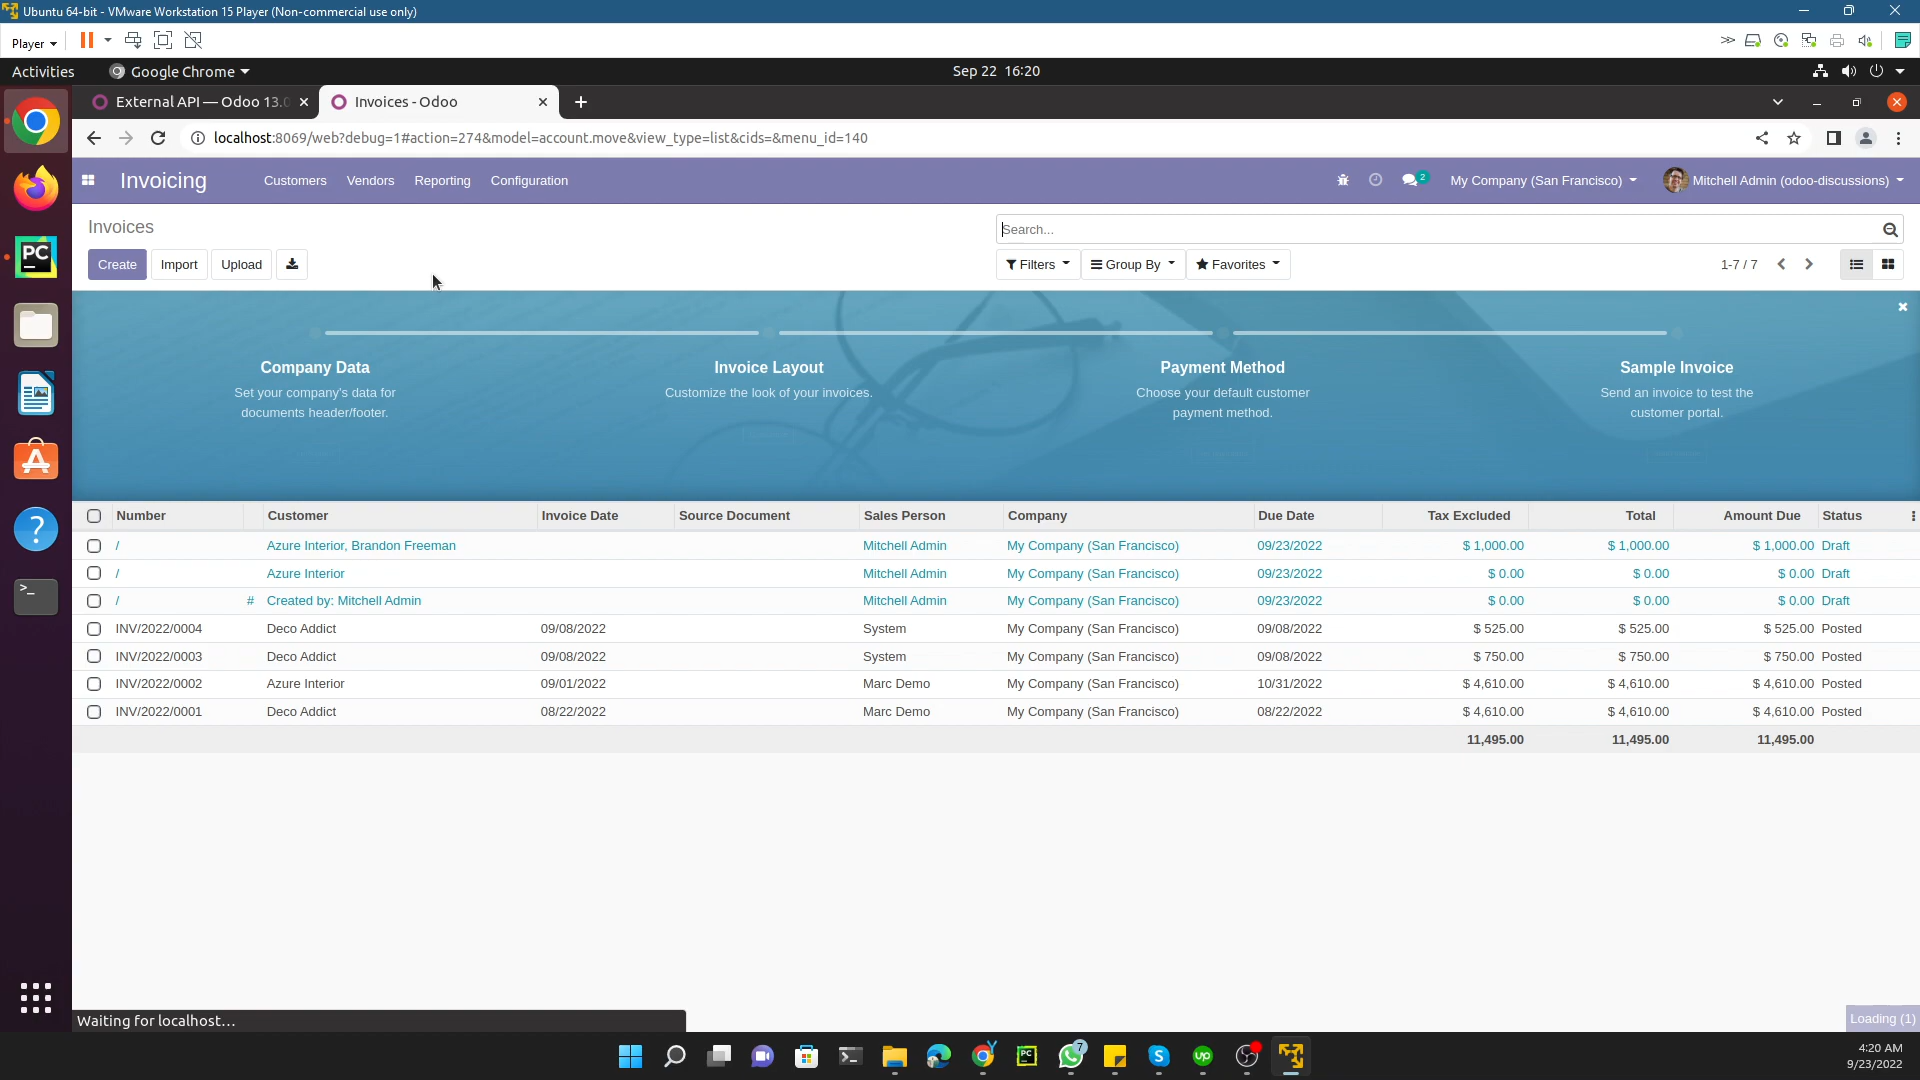 Ubuntu 64-bit - VMware Workstation 15 Player (Non-commercial use only)
Player
Activities
Google Chrome
Sep 22 16:20
External API — Odoo 13.0
Invoices - Odoo
localhost:8069/web?debug=1#action=274&model=account.move&view_type=list&cids=&menu_id=140
Invoicing
Customers
Vendors
Reporting
Configuration
2
My Company (San Francisco)
Mitchell Admin (odoo-discussions)
Invoices
Search...
Create
Import
Upload
Filters
Group By
Favorites
1-7 / 7
Company Data
Invoice Layout
Payment Method
Sample Invoice
Set your company's data for
documents header/footer.
Customize the look of your invoices.
Choose your default customer
payment method.
Send an invoice to test the
customer portal.
Number Customer Invoice Date Source Document Sales Person Company Due Date Tax Excluded Total Amount Due Status
/ Azure Interior, Brandon Freeman Mitchell Admin My Company (San Francisco) 09/23/2022 $ 1,000.00 $ 1,000.00 $ 1,000.00 Draft
/ Azure Interior Mitchell Admin My Company (San Francisco) 09/23/2022 $ 0.00 $ 0.00 $ 0.00 Draft
/ # Created by: Mitchell Admin Mitchell Admin My Company (San Francisco) 09/23/2022 $ 0.00 $ 0.00 $ 0.00 Draft
INV/2022/0004 Deco Addict 09/08/2022 System My Company (San Francisco) 09/08/2022 $ 525.00 $ 525.00 $ 525.00 Posted
INV/2022/0003 Deco Addict 09/08/2022 System My Company (San Francisco) 09/08/2022 $ 750.00 $ 750.00 $ 750.00 Posted
INV/2022/0002 Azure Interior 09/01/2022 Marc Demo My Company (San Francisco) 10/31/2022 $ 4,610.00 $ 4,610.00 $ 4,610.00 Posted
INV/2022/0001 Deco Addict 08/22/2022 Marc Demo My Company (San Francisco) 08/22/2022 $ 4,610.00 $ 4,610.00 $ 4,610.00 Posted
11,495.00 11,495.00 11,495.00
Waiting for localhost...
Loading (1)
PC
PC
7
up
4:20 AM
9/23/2022